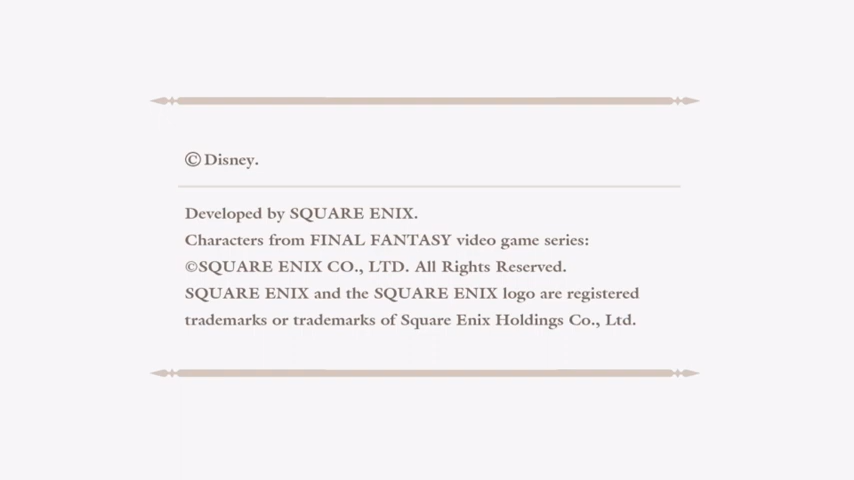 © Disney.
Developed by SQUARE ENIX.
Characters from FINAL FANTASY video game series:
©SQUARE ENIX CO., LTD. All Rights Reserved.
SQUARE ENIX and the SQUARE ENIX logo are registered
trademarks or trademarks of Square Enix Holdings Co., Ltd.